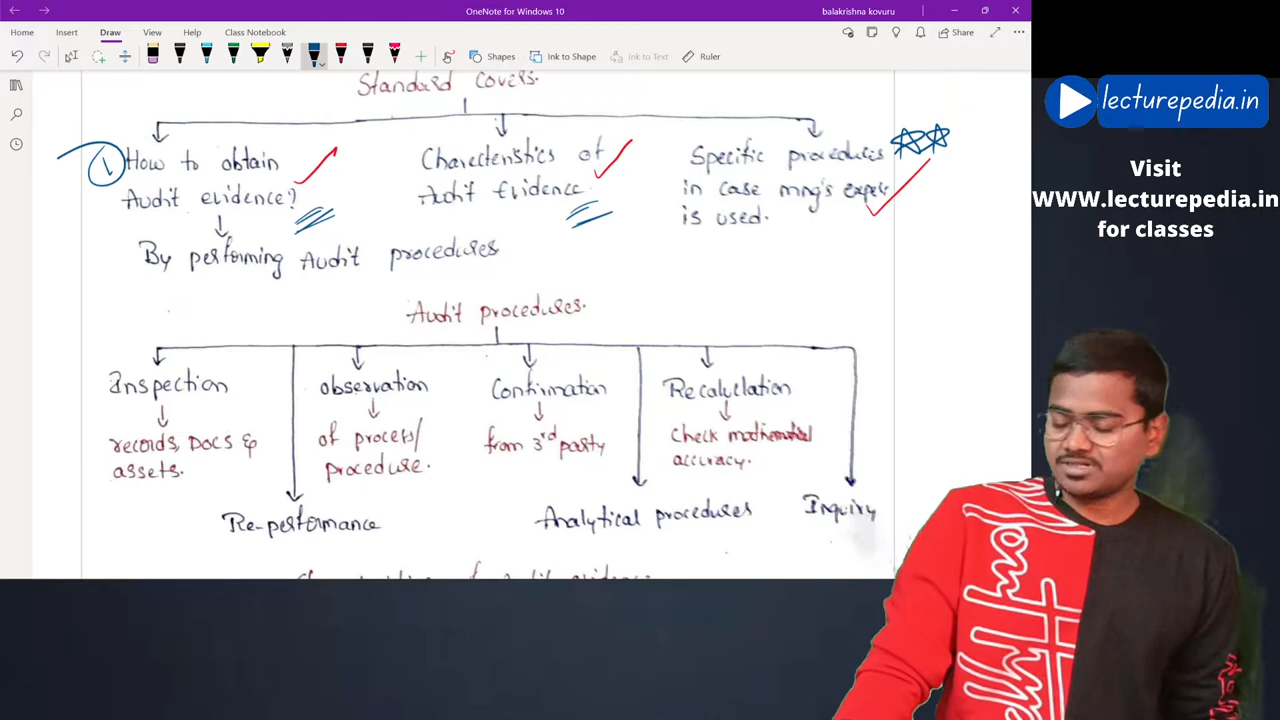 OneNote for Windows 10
balakrishna kovuru
Home Insert Draw View Help Class Notebook
Share
Shapes Ink to Shape Ink to Text Ruler
Standard Covers.
1 How to obtain
Audit evidence?
By performing Audit procedures
Charecteristics of
Audit Evidence.
Specific procedures
in case mng's expert
is used.
Audit procedures.
Inspection
records, Docs &
assets.
observation
of process/
procedure.
Confirmation
from 3rd party
Recalculation
check mathematical
accuracy.
Re-performance
Analytical procedures
Inquiry
lecturepedia.in
Visit
WWW.lecturepedia.in
for classes